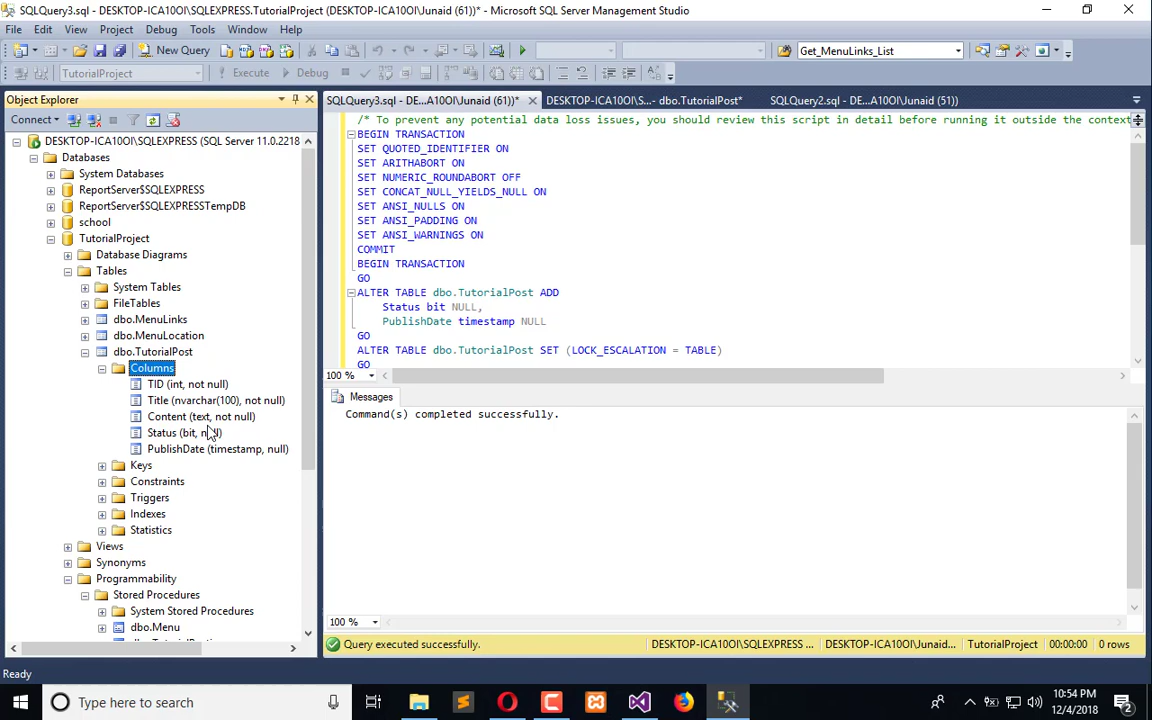 SQLQuery3.sql - DESKTOP-ICA10OI\SQLEXPRESS.TutorialProject (DESKTOP-ICA10OI\Junaid (61))* - Microsoft SQL Server Management Studio
File Edit View Project Debug Tools Window Help
New Query Get_MenuLinks_List
TutorialProject Execute Debug
Object Explorer
SQLQuery3.sql - DE...A10OI\Junaid (61))* DESKTOP-ICA10OI\S...- dbo.TutorialPost* SQLQuery2.sql - DE...A10OI\Junaid (55))
Connect
DESKTOP-ICA10OI\SQLEXPRESS (SQL Server 11.0.2218
Databases
System Databases
ReportServer$SQLEXPRESS
ReportServer$SQLEXPRESSTempDB
school
TutorialProject
Database Diagrams
Tables
System Tables
FileTables
dbo.MenuLinks
dbo.MenuLocation
dbo.TutorialPost
Columns
TID (int, not null)
Title (nvarchar(100), not null)
Content (text, not null)
Status (bit, null)
PublishDate (timestamp, null)
Keys
Constraints
Triggers
Indexes
Statistics
Views
Synonyms
Programmability
Stored Procedures
System Stored Procedures
dbo.Menu
/* To prevent any potential data loss issues, you should review this script in detail before running it outside the context
BEGIN TRANSACTION
SET QUOTED_IDENTIFIER ON
SET ARITHABORT ON
SET NUMERIC_ROUNDABORT OFF
SET CONCAT_NULL_YIELDS_NULL ON
SET ANSI_NULLS ON
SET ANSI_PADDING ON
SET ANSI_WARNINGS ON
COMMIT
BEGIN TRANSACTION
GO
ALTER TABLE dbo.TutorialPost ADD
Status bit NULL,
PublishDate timestamp NULL
GO
ALTER TABLE dbo.TutorialPost SET (LOCK_ESCALATION = TABLE)
GO
100 %
Messages
Command(s) completed successfully.
100 %
Query executed successfully. DESKTOP-ICA10OI\SQLEXPRESS ... DESKTOP-ICA10OI\Junaid... TutorialProject 00:00:00 0 rows
Ready
Type here to search
10:54 PM
12/4/2018
2